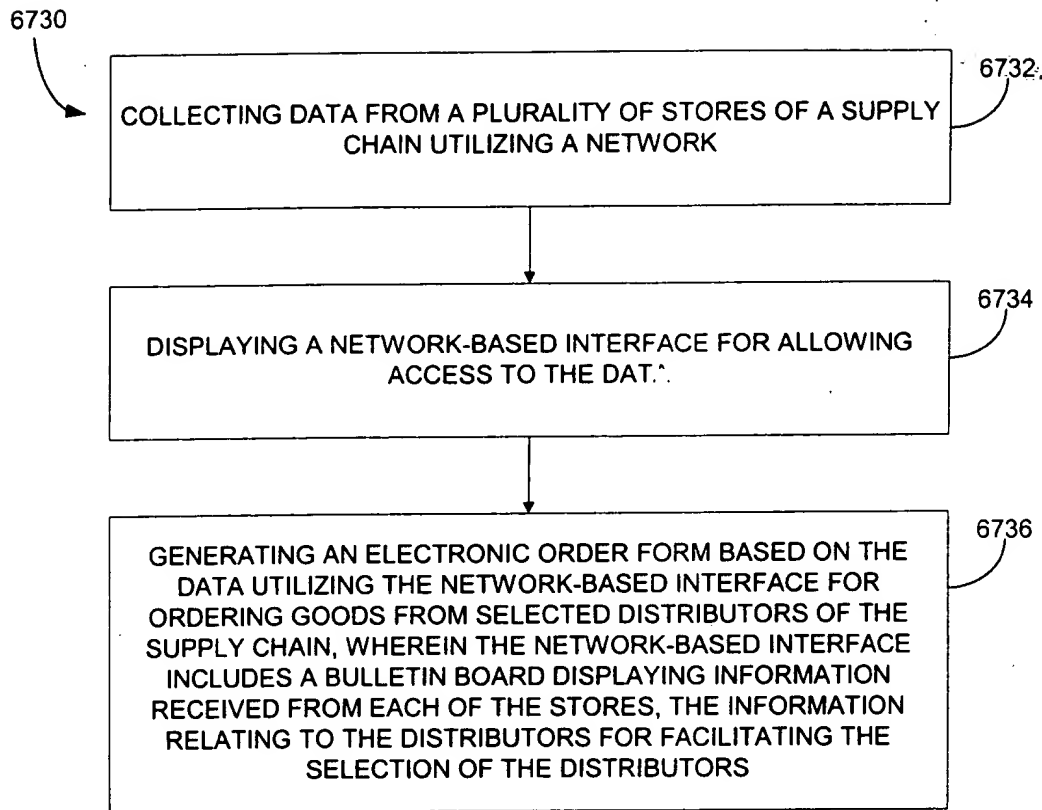 6730
6732
COLLECTING DATA FROM A PLURALITY OF STORES OF A SUPPLY
CHAIN UTILIZING A NETWORK
6734
DISPLAYING A NETWORK-BASED INTERFACE FOR ALLOWING
ACCESS TO THE
6736
GENERATING AN ELECTRONIC ORDER FORM BASED ON THE
DATA UTILIZING THE NETWORK-BASED INTERFACE FOR
ORDERING GOODS FROM SELECTED DISTRIBUTORS OF THE
SUPPLY CHAIN, WHEREIN THE NETWORK-BASED INTERFACE
INCLUDES A BULLETIN BOARD DISPLAYING INFORMATION
RECEIVED FROM EACH OF THE STORES, THE INFORMATION
RELATING TO THE DISTRIBUTORS FOR FACILITATING THE
SELECTION OF THE DISTRIBUTORS